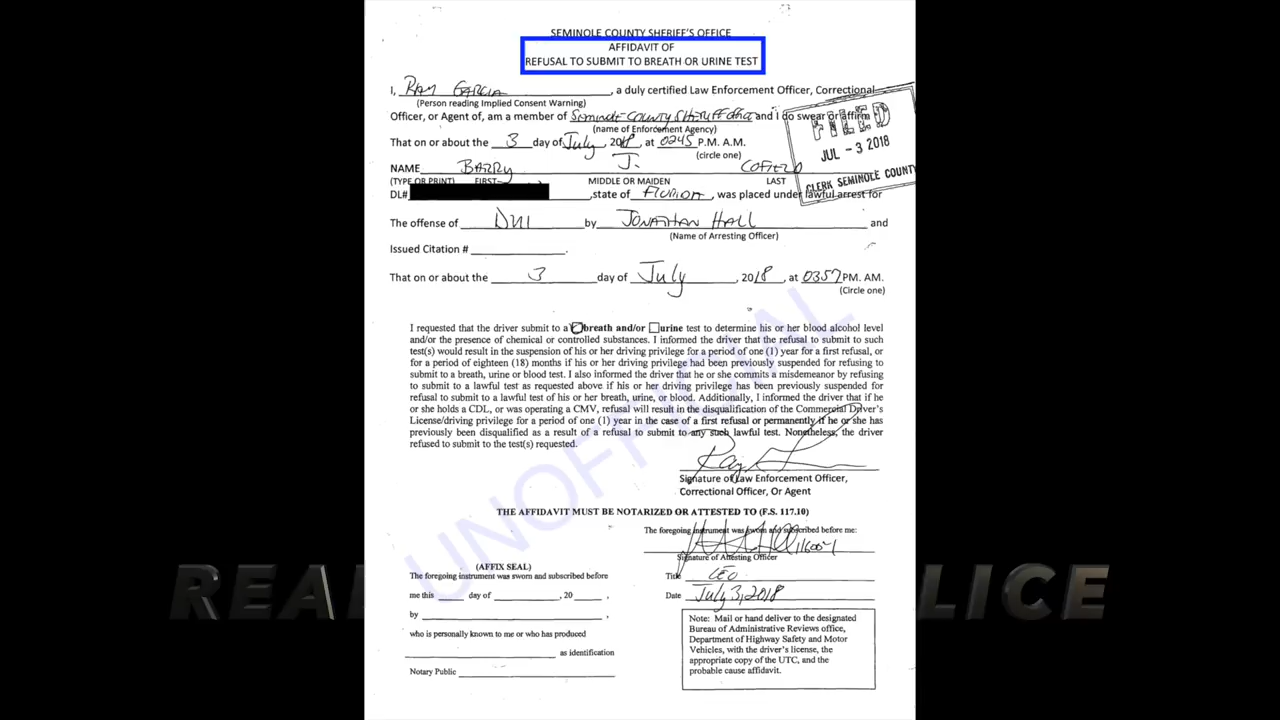 SEMINOLE COUNTY SHERIFF'S OFFICE
AFFIDAVIT OF
REFUSAL TO SUBMIT TO BREATH OR URINE TEST
I, RAY GARCIA, a duly certified Law Enforcement Officer, Correctional
(Person reading Implied Consent Warning)
Officer, or Agent of, am a member of Seminole County Sheriff Office and I do swear or affirm
(name of Enforcement Agency)
FILED
JUL - 3 2018
CLERK SEMINOLE COUNTY
That on or about the 3 day of July, 2018, at 0245 P.M. A.M.
(circle one)
NAME BARRY J. COFIELD
(TYPE OR PRINT) FIRST MIDDLE OR MAIDEN LAST
DL# ,state of FLORIDA, was placed under lawful arrest for
The offense of DUI by JONATHAN HALL and
(Name of Arresting Officer)
Issued Citation # .
That on or about the 3 day of July, 2018, at 0357 PM. AM.
(Circle one)
I requested that the driver submit to a breath and/or urine test to determine his or her blood alcohol level
and/or the presence of chemical or controlled substances. I informed the driver that the refusal to submit to such
test(s) would result in the suspension of his or her driving privilege for a period of one (1) year for a first refusal, or
for a period of eighteen (18) months if his or her driving privilege had been previously suspended for refusing to
submit to a breath, urine or blood test. I also informed the driver that he or she commits a misdemeanor by refusing
to submit to a lawful test as requested above if his or her driving privilege has been previously suspended for
refusal to submit to a lawful test of his or her breath, urine, or blood. Additionally, I informed the driver that if he
or she holds a CDL, or was operating a CMV, refusal will result in the disqualification of the Commercial Driver's
License/driving privilege for a period of one (1) year in the case of a first refusal or permanently if he or she has
previously been disqualified as a result of a refusal to submit to any such lawful test. Nonetheless, the driver
refused to submit to the test(s) requested.
UNOFFICIAL
Signature of Law Enforcement Officer,
Correctional Officer, Or Agent
THE AFFIDAVIT MUST BE NOTARIZED OR ATTESTED TO (F.S. 117.10)
The foregoing instrument was sworn and subscribed before me:
Signature of Attesting Officer
Title LEO
Date July 3, 2018
(AFFIX SEAL)
The foregoing instrument was sworn and subscribed before
me this day of , 20 ,
by ,
who is personally known to me or who has produced
as identification
Notary Public
Note: Mail or hand deliver to the designated
Bureau of Administrative Reviews office,
Department of Highway Safety and Motor
Vehicles, with the driver's license, the
appropriate copy of the UTC, and the
probable cause affidavit.
REAL LICE